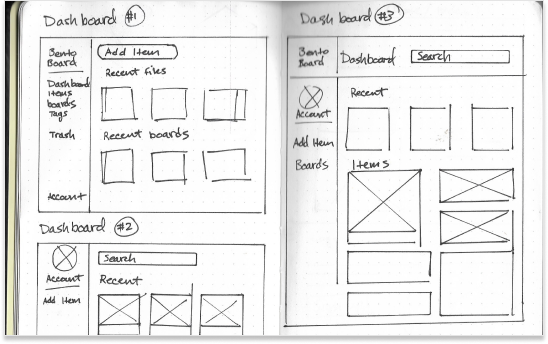 Dashboard #1
Bento
Board
Dashboard
Items
boards
Tags
Trash
Account
Add Item
Recent Files
Recent boards
Dashboard #2
Account
Add Item
Search
Recent
Dashboard #3
Bento
Board
Dashboard
Search
Account
Add Item
Boards
Recent
Items